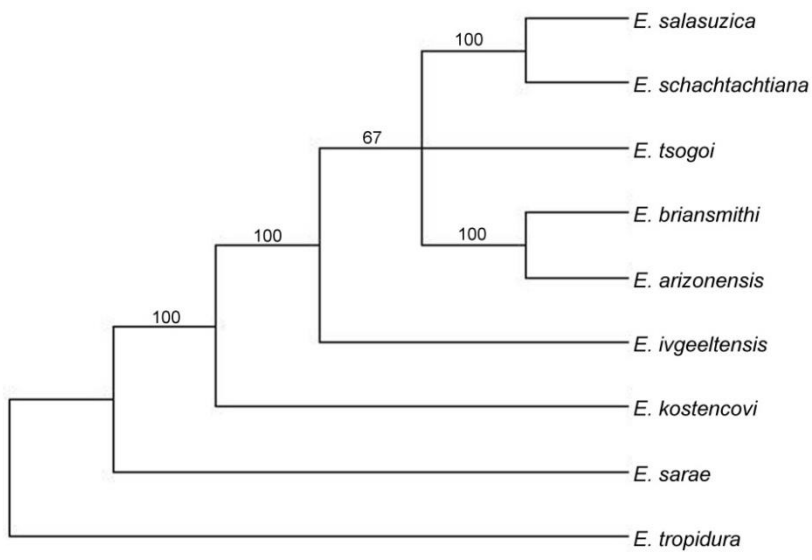 E. salasuzica
100
E. schachtachtiana
67
E. tsogoi
E. briansmithi
100
100
E. arizonensis
100
E. ivgeeltensis
E. kostencovi
E. sarae
E. tropidura